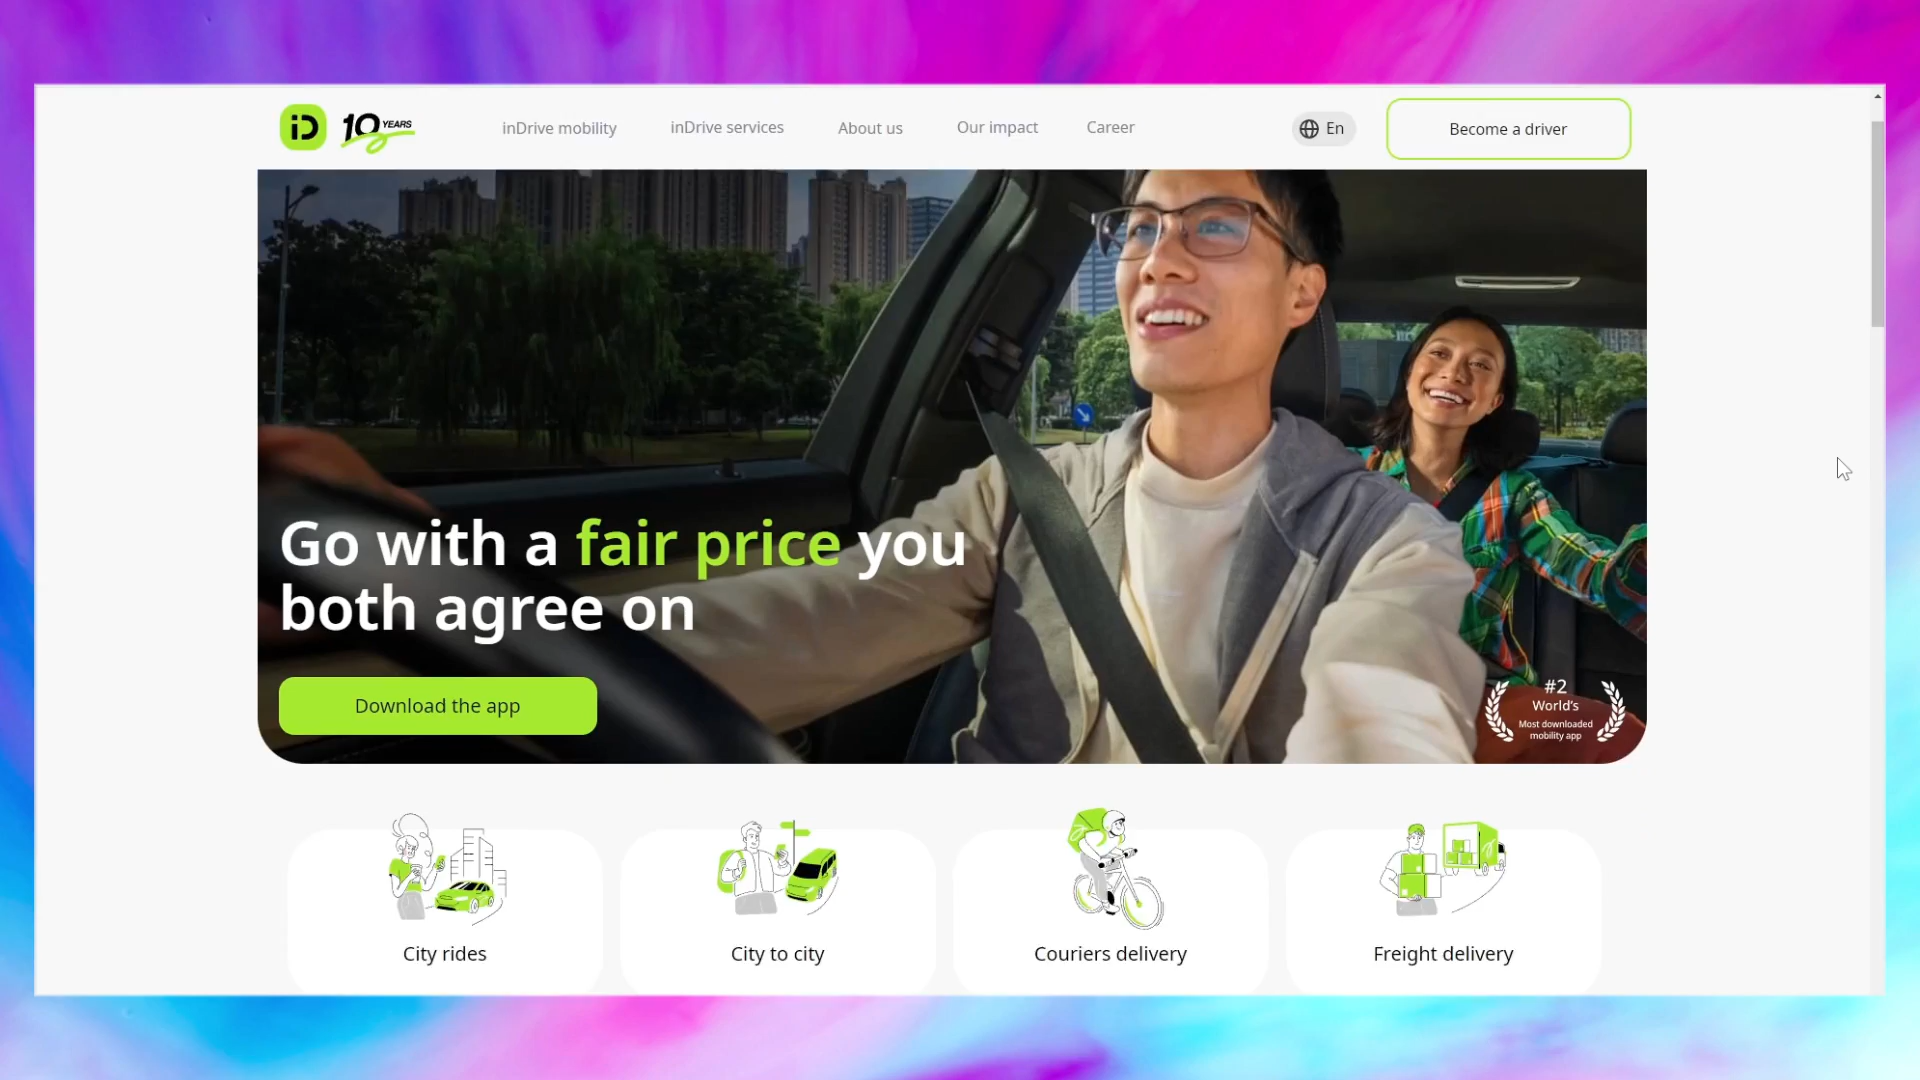 iD 10 YEARS
inDrive mobility
inDrive services
About us
Our impact
Career
En
Become a driver
Go with a fair price you
both agree on
Download the app
#2
World's
Most downloaded
mobility app
City rides
City to city
Couriers delivery
Freight delivery